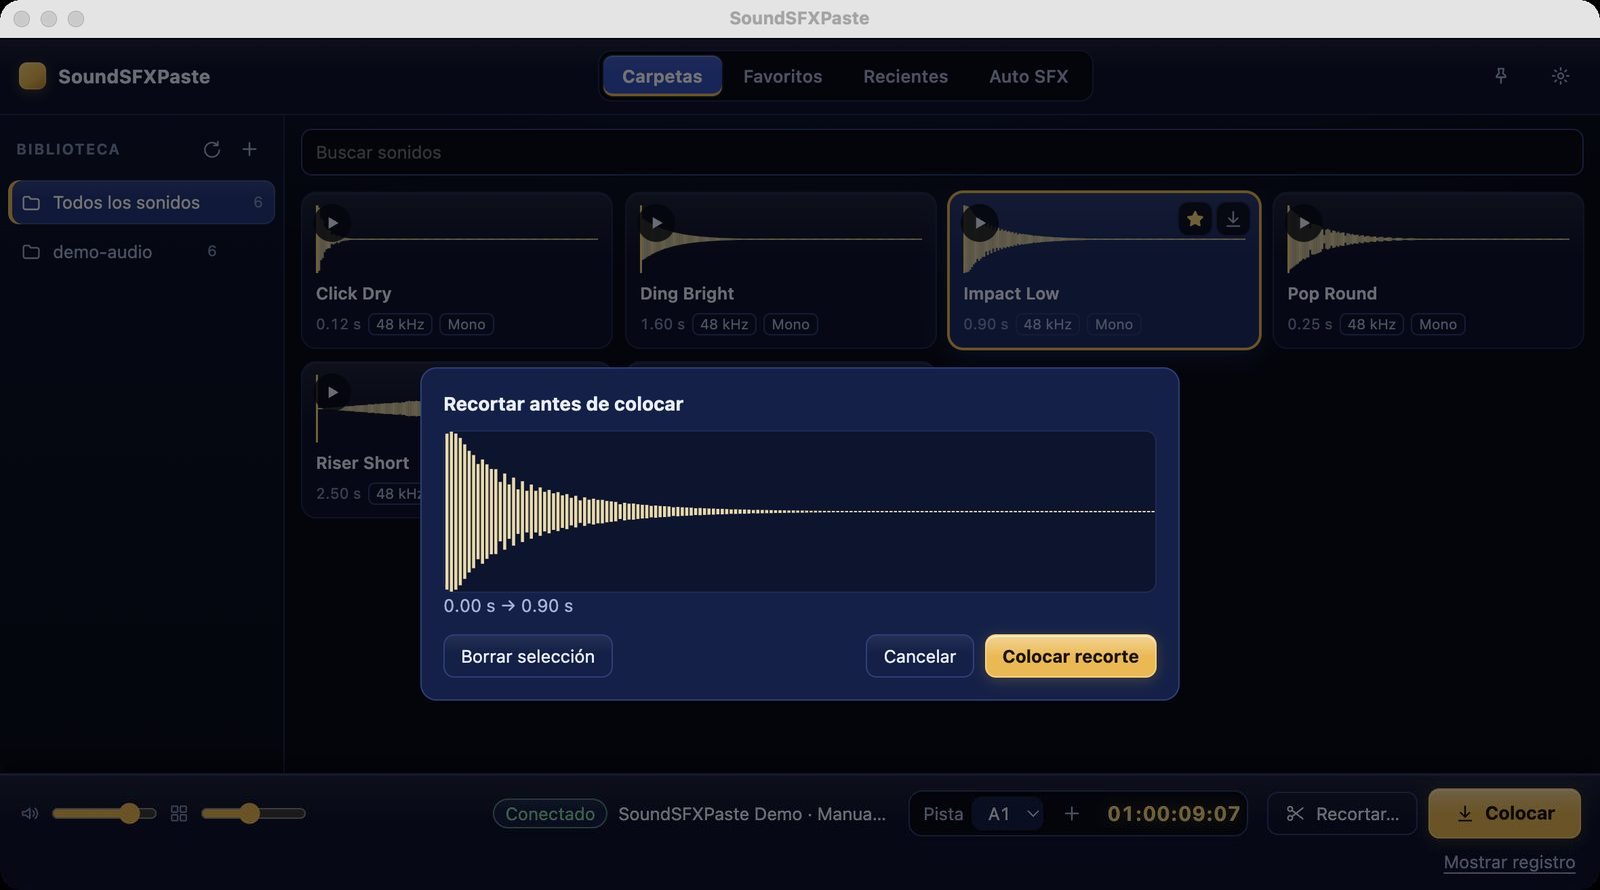 SoundSFXPaste
SoundSFXPaste
Carpetas Favoritos Recientes Auto SFX
BIBLIOTECA
Todos los sonidos 6
demo-audio 6
Buscar sonidos
Click Dry
0.12 s 48 kHz Mono
Ding Bright
1.60 s 48 kHz Mono
Impact Low
0.90 s 48 kHz Mono
Pop Round
0.25 s 48 kHz Mono
Riser Short
2.50 s 48 kHz
Recortar antes de colocar
0.00 s → 0.90 s
Borrar selección Cancelar Colocar recorte
Conectado SoundSFXPaste Demo · Manua... Pista A1 + 01:00:09:07 Recortar... Colocar
Mostrar registro